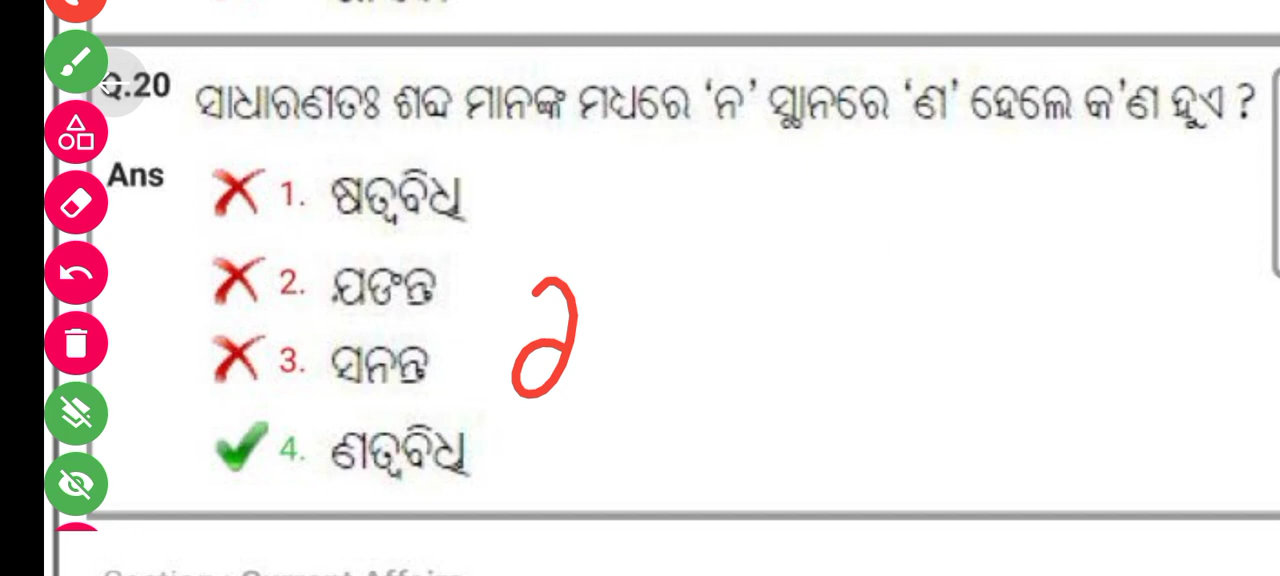 Q.20 ସାଧାରଣତଃ ଶବ୍ଦ ମାନଙ୍କ ମଧ୍ୟରେ ‘ନ’ ସ୍ଥାନରେ ‘ଣ’ ହେଲେ କ’ଣ ହୁଏ ?
Ans 1. ଷତ୍ୱବିଧି
2. ଯଙନ୍ତ
3. ସନନ୍ତ
4. ଣତ୍ୱବିଧି